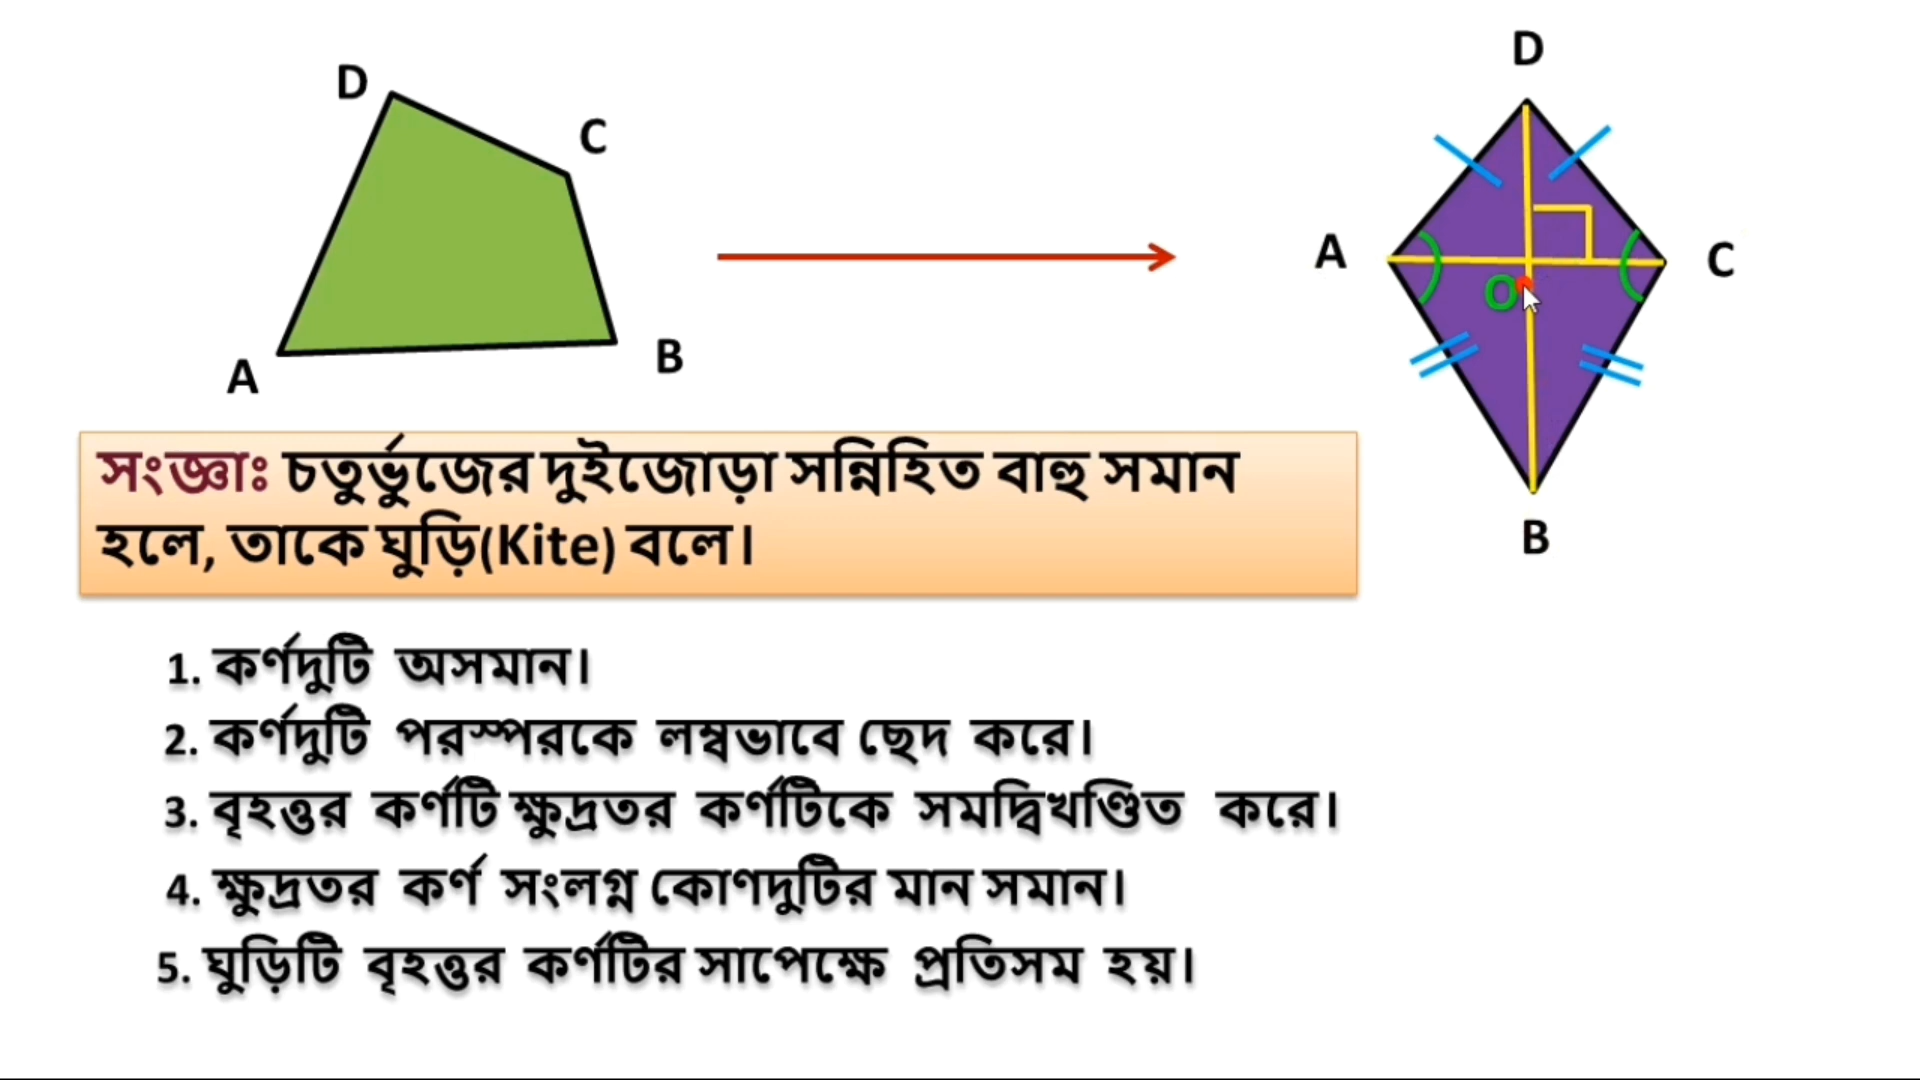 D
C
A
B
D
A
C
O
B
সংজ্ঞাঃ চতুর্ভুজের দুইজোড়া সন্নিহিত বাহু সমান
হলে, তাকে ঘুড়ি(Kite) বলে।
1. কর্ণদুটি অসমান।
2. কর্ণদুটি পরস্পরকে লম্বভাবে ছেদ করে।
3. বৃহত্তর কর্ণটি ক্ষুদ্রতর কর্ণটিকে সমদ্বিখণ্ডিত করে।
4. ক্ষুদ্রতর কর্ণ সংলগ্ন কোণদুটির মান সমান।
5. ঘুড়িটি বৃহত্তর কর্ণটির সাপেক্ষে প্রতিসম হয়।